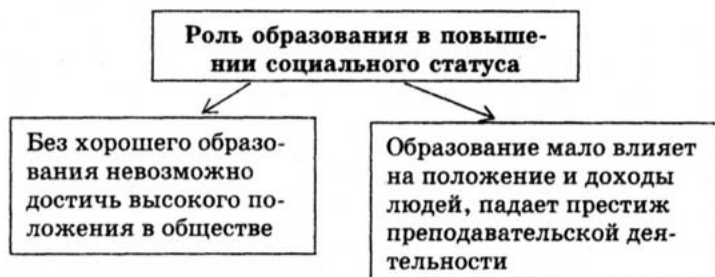 Роль образования в повыше-
нии социального статуса
Без хорошего образо-
вания невозможно
достичь высокого по-
ложения в обществе
Образование мало влияет
на положение и доходы
людей, падает престиж
преподавательской дея-
тельности